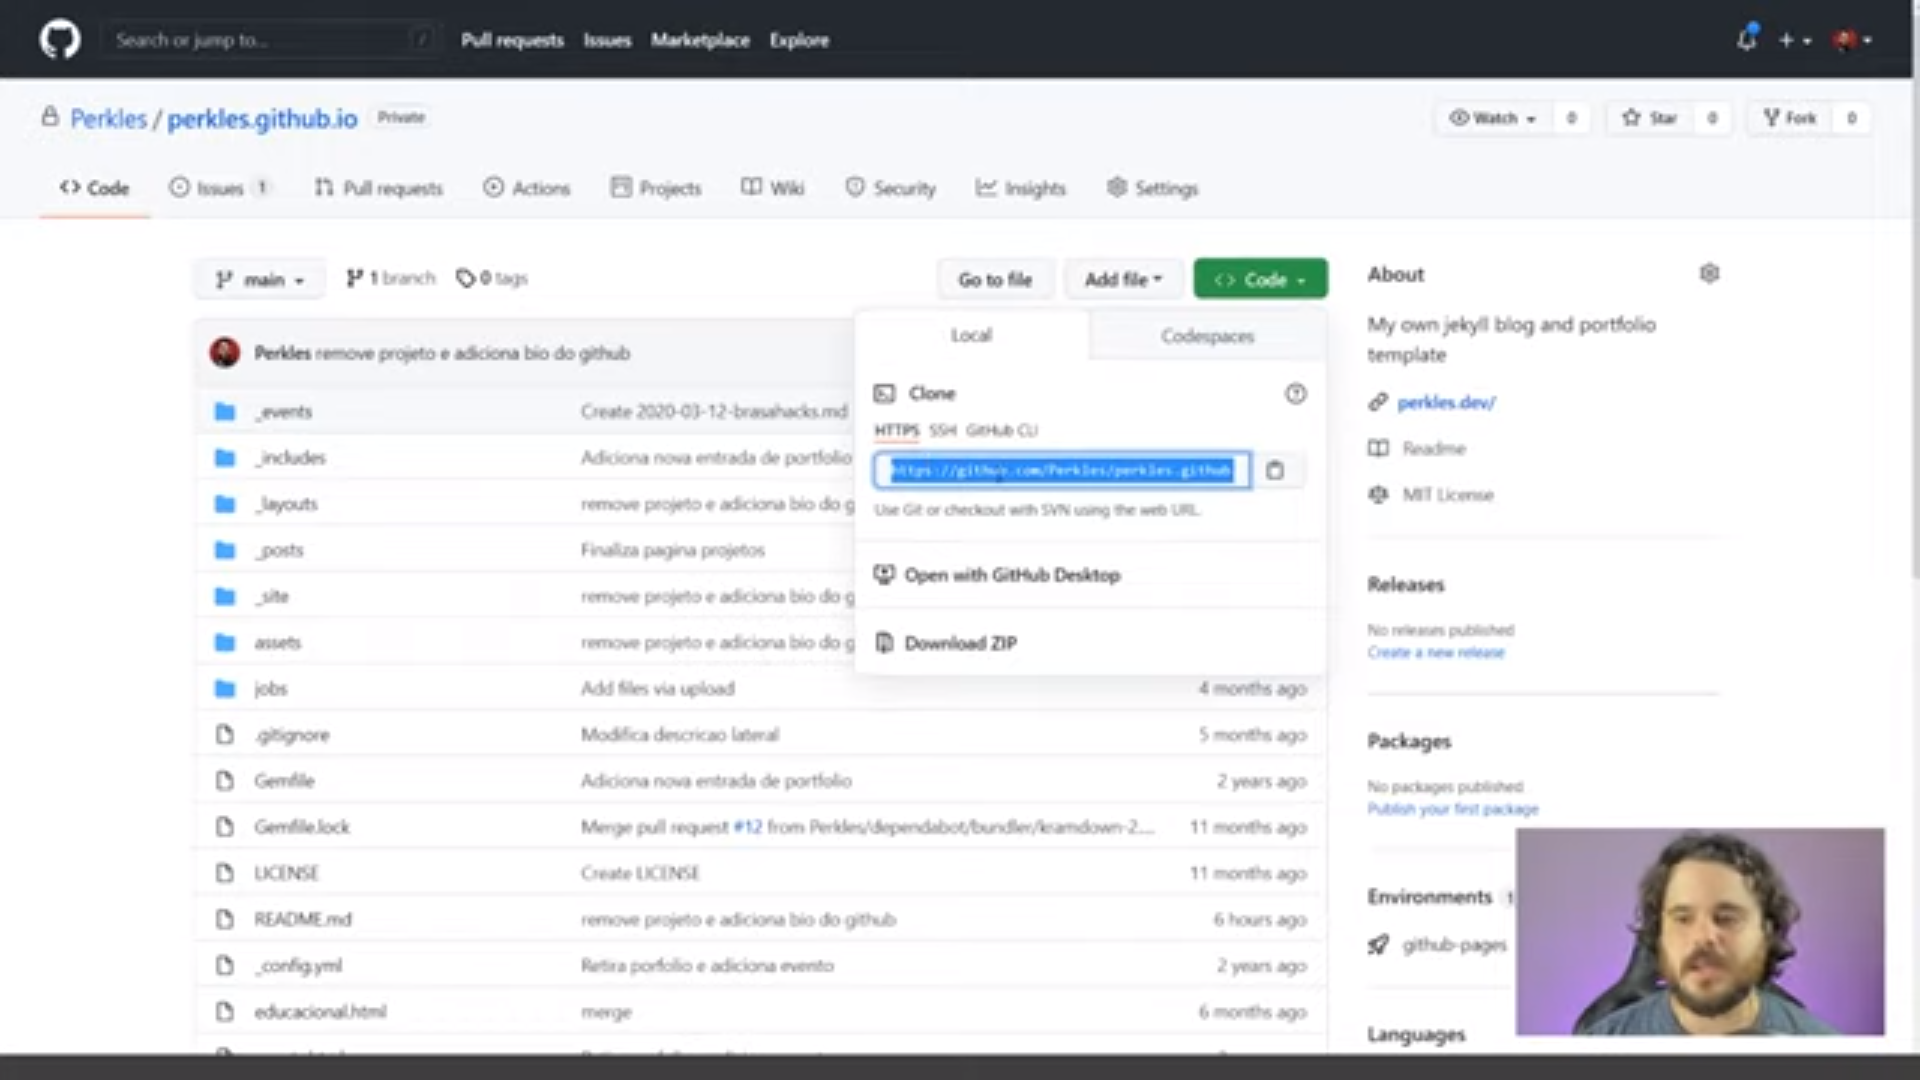 Search or jump to... /
Pull requests Issues Marketplace Explore
Perkles / perkles.github.io Private
Watch 0 Star 0 Fork 0
Code Issues 1 Pull requests Actions Projects Wiki Security Insights Settings
main 1 branch 0 tags Go to file Add file Code
Local Codespaces
Clone
HTTPS SSH GitHub CLI
https://github.com/Perkles/perkles.github
Use Git or checkout with SVN using the web URL.
Open with GitHub Desktop
Download ZIP
Perkles remove projeto e adiciona bio do github
_events Create 2020-03-12-brasahacks.md
_includes Adiciona nova entrada de portfolio
_layouts remove projeto e adiciona bio do g
_posts Finaliza pagina projetos
_site remove projeto e adiciona bio do g
assets remove projeto e adiciona bio do g
jobs Add files via upload 4 months ago
.gitignore Modifica descricao lateral 5 months ago
Gemfile Adiciona nova entrada de portfolio 2 years ago
Gemfile.lock Merge pull request #12 from Perkles/dependabot/bundler/kramdown-2.... 11 months ago
LICENSE Create LICENSE 11 months ago
README.md remove projeto e adiciona bio do github 6 hours ago
_config.yml Retira porfolio e adiciona evento 2 years ago
educacional.html merge 6 months ago
About
My own jekyll blog and portfolio
template
perkles.dev/
Readme
MIT License
Releases
No releases published
Create a new release
Packages
No packages published
Publish your first package
Environments 1
github-pages
Languages